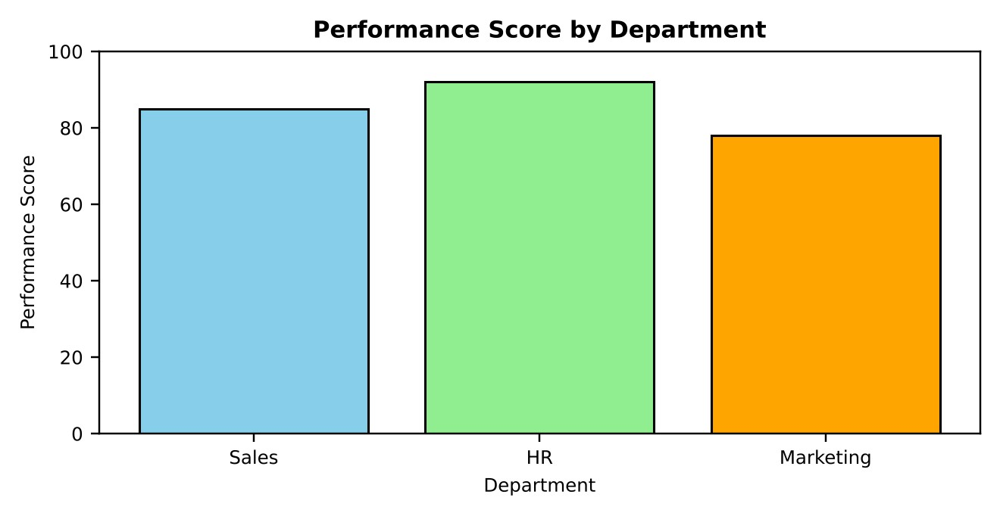 Performance Score by Department
Performance Score
100
80
60
40
20
0
Sales HR Marketing
Department